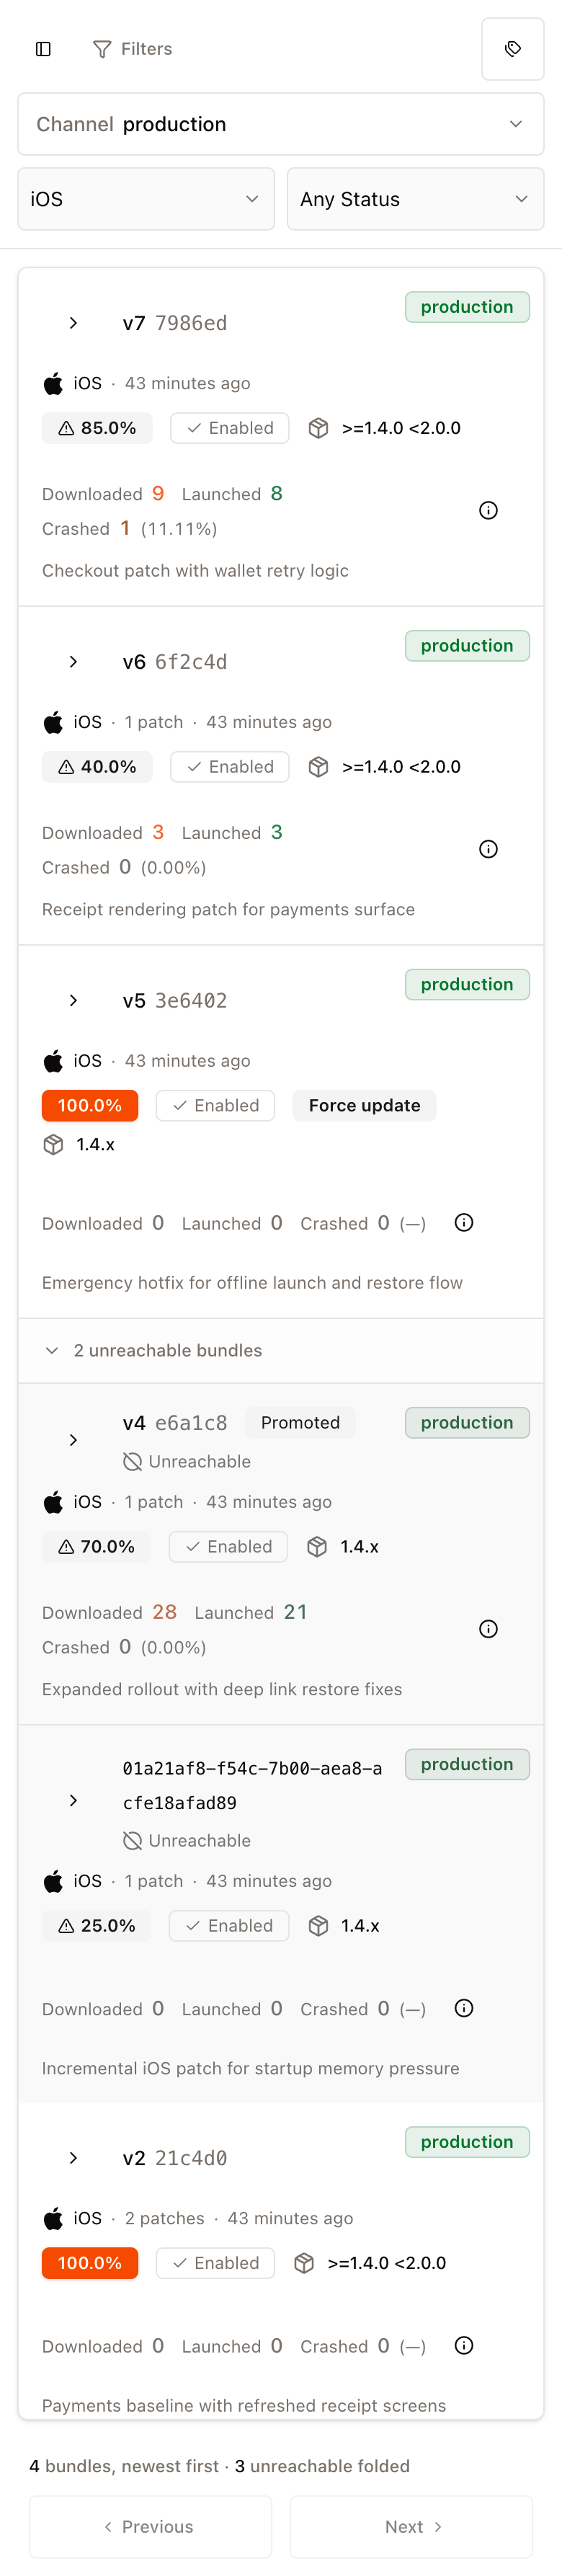 Filters
Channel production
iOS
Any Status
production
v7 7986ed
iOS · 43 minutes ago
85.0% Enabled >=1.4.0 <2.0.0
Downloaded 9 Launched 8
Crashed 1 (11.11%)
Checkout patch with wallet retry logic
production
v6 6f2c4d
iOS · 1 patch · 43 minutes ago
40.0% Enabled >=1.4.0 <2.0.0
Downloaded 3 Launched 3
Crashed 0 (0.00%)
Receipt rendering patch for payments surface
production
v5 3e6402
iOS · 43 minutes ago
100.0% Enabled Force update
1.4.x
Downloaded 0 Launched 0 Crashed 0 (—)
Emergency hotfix for offline launch and restore flow
2 unreachable bundles
v4 e6a1c8 Promoted production
Unreachable
iOS · 1 patch · 43 minutes ago
70.0% Enabled 1.4.x
Downloaded 28 Launched 21
Crashed 0 (0.00%)
Expanded rollout with deep link restore fixes
production
01a21af8-f54c-7b00-aea8-a
cfe18afad89
Unreachable
iOS · 1 patch · 43 minutes ago
25.0% Enabled 1.4.x
Downloaded 0 Launched 0 Crashed 0 (—)
Incremental iOS patch for startup memory pressure
production
v2 21c4d0
iOS · 2 patches · 43 minutes ago
100.0% Enabled >=1.4.0 <2.0.0
Downloaded 0 Launched 0 Crashed 0 (—)
Payments baseline with refreshed receipt screens
4 bundles, newest first · 3 unreachable folded
Previous
Next